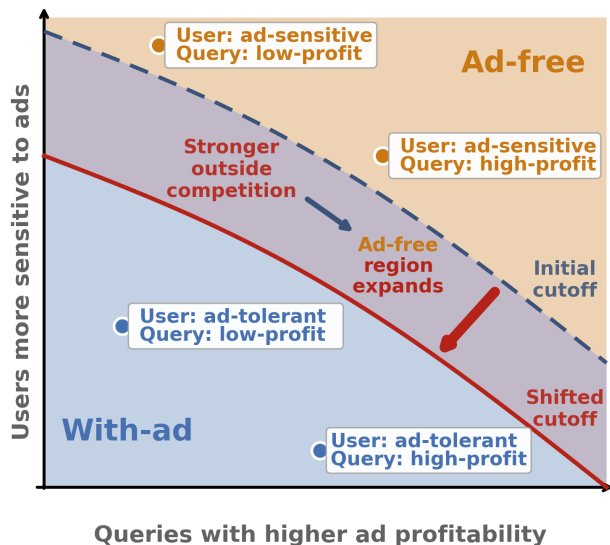 User: ad-sensitive
Query: low-profit
Ad-free
User: ad-sensitive
Query: high-profit
Stronger
outside
competition
Ad-free
region
expands
Initial
cutoff
User: ad-tolerant
Query: low-profit
Shifted
cutoff
With-ad
User: ad-tolerant
Query: high-profit
Users more sensitive to ads
Queries with higher ad profitability